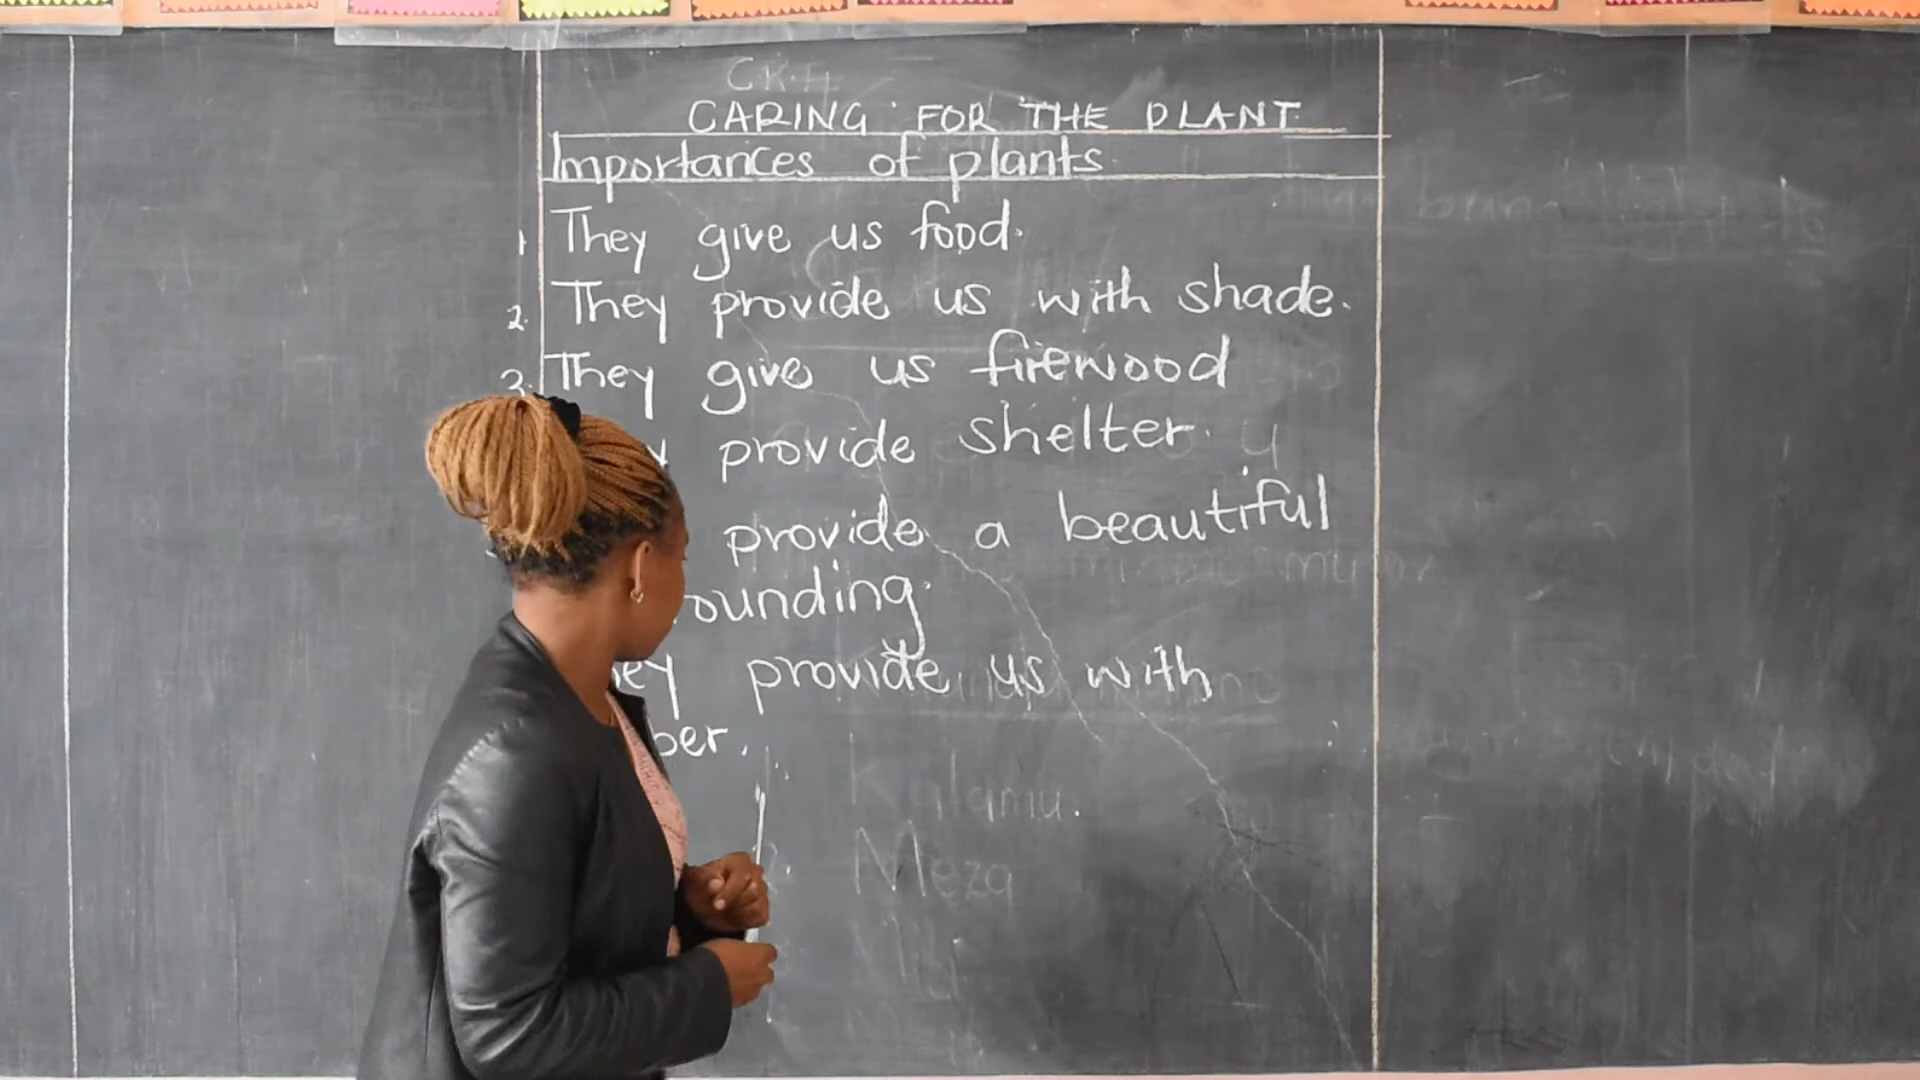 CARING FOR THE PLANT.
Importances of plants.
1 They give us food.
2. They provide us with shade.
3. They give us firewood
provide shelter.
provide a beautiful
ounding.
ey provide us with
ber.
Kalamu.
Meza